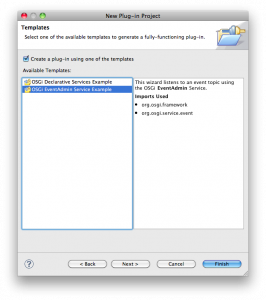 New Plug-in Project
Templates
Select one of the available templates to generate a fully-functioning plug-in.
Create a plug-in using one of the templates
Available Templates:
OSGi Declarative Services Example
OSGi EventAdmin Services Example
This wizard listens to an event topic using
the OSGi EventAdmin Service.
Imports Used
• org.osgi.framework
• org.osgi.service.event
?
< Back
Next >
Cancel
Finish